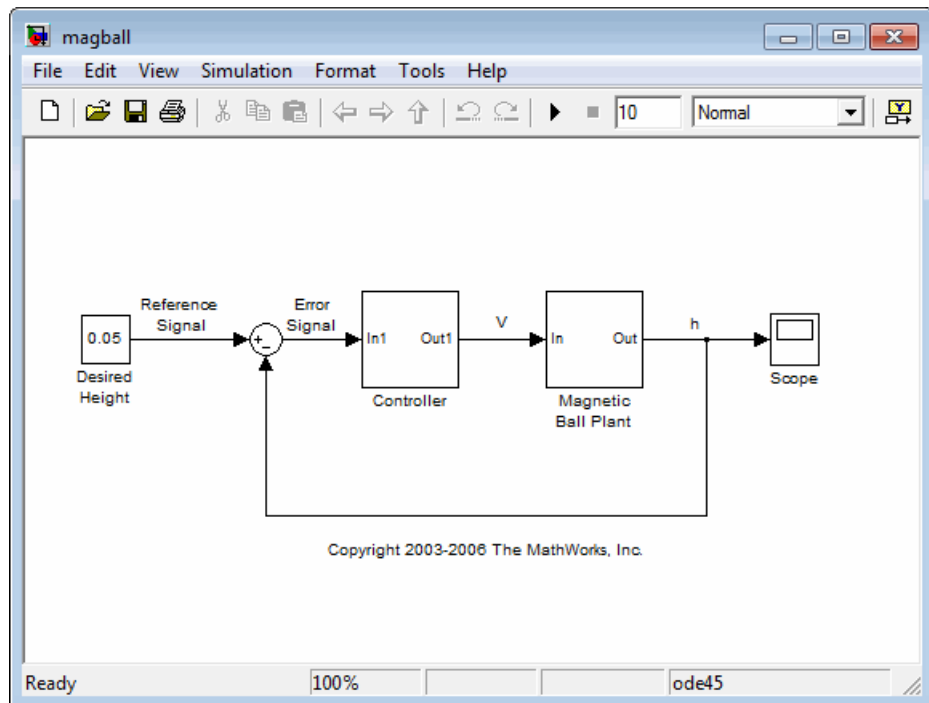 magball
File Edit View Simulation Format Tools Help
10 Normal
Reference
Signal
Error
Signal
0.05
+-
In1 Out1
V
In Out
h
Desired
Height
Controller
Magnetic
Ball Plant
Scope
Copyright 2003-2006 The MathWorks, Inc.
Ready 100% ode45